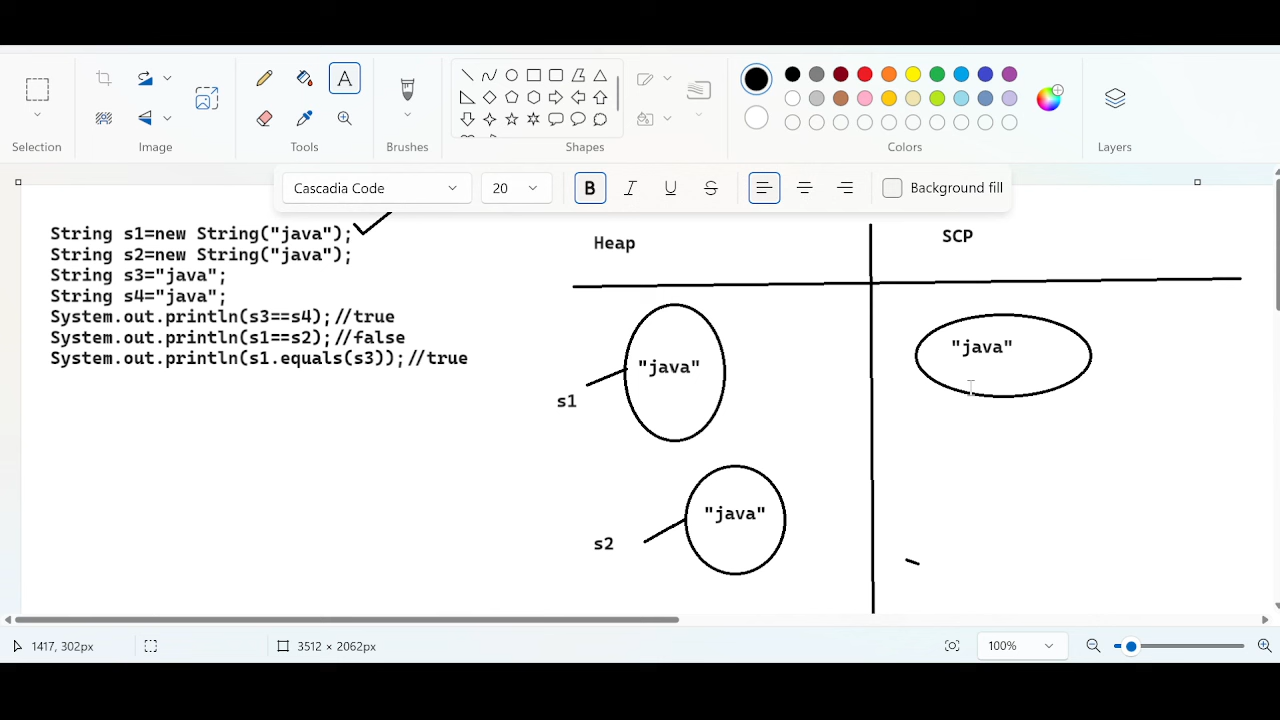 Selection
Image
Tools
Brushes
Shapes
Colors
Layers
Cascadia Code
20
B
I
U
S
Background fill
String s1=new String("java");
String s2=new String("java");
String s3="java";
String s4="java";
System.out.println(s3==s4);//true
System.out.println(s1==s2);//false
System.out.println(s1.equals(s3));//true
Heap
SCP
"java"
s1
"java"
s2
"java"
1417, 302px
3512 × 2062px
100%